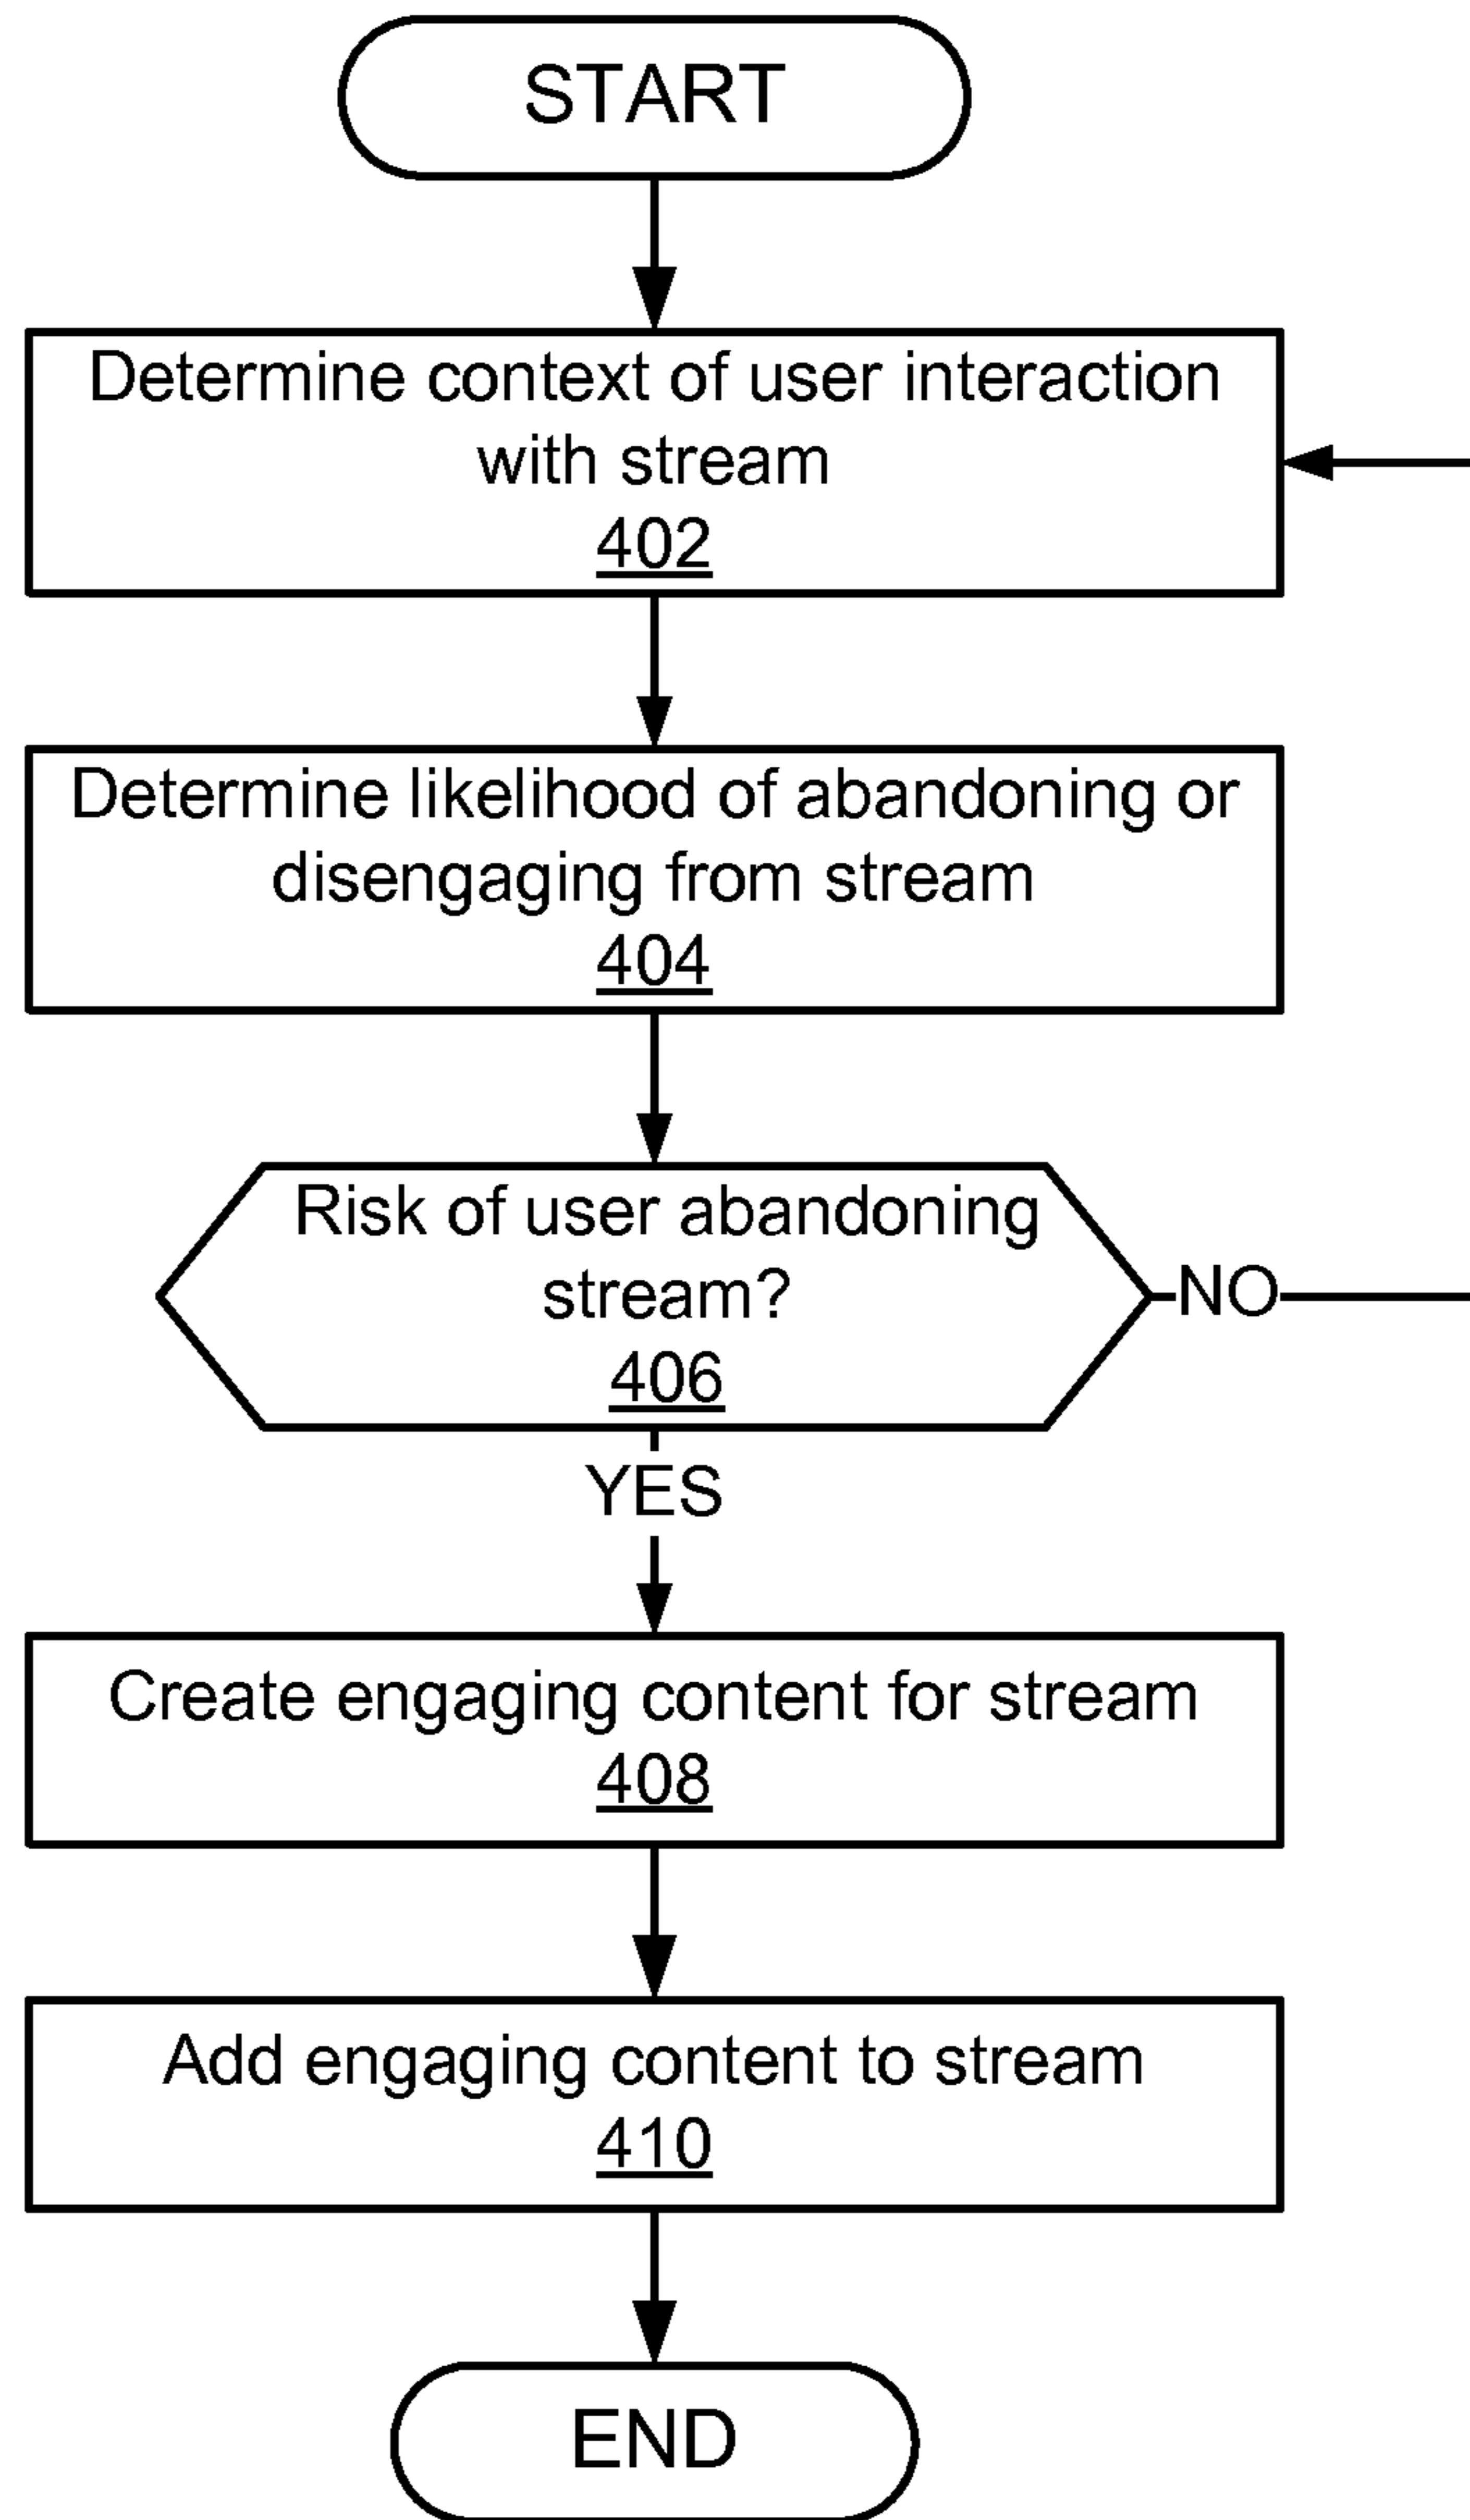 START
Determine context of user interaction
with stream
402
Determine likelihood of abandoning or
disengaging from stream
404
Risk of user abandoning
stream?
406
NO
YES
Create engaging content for stream
408
Add engaging content to stream
410
END